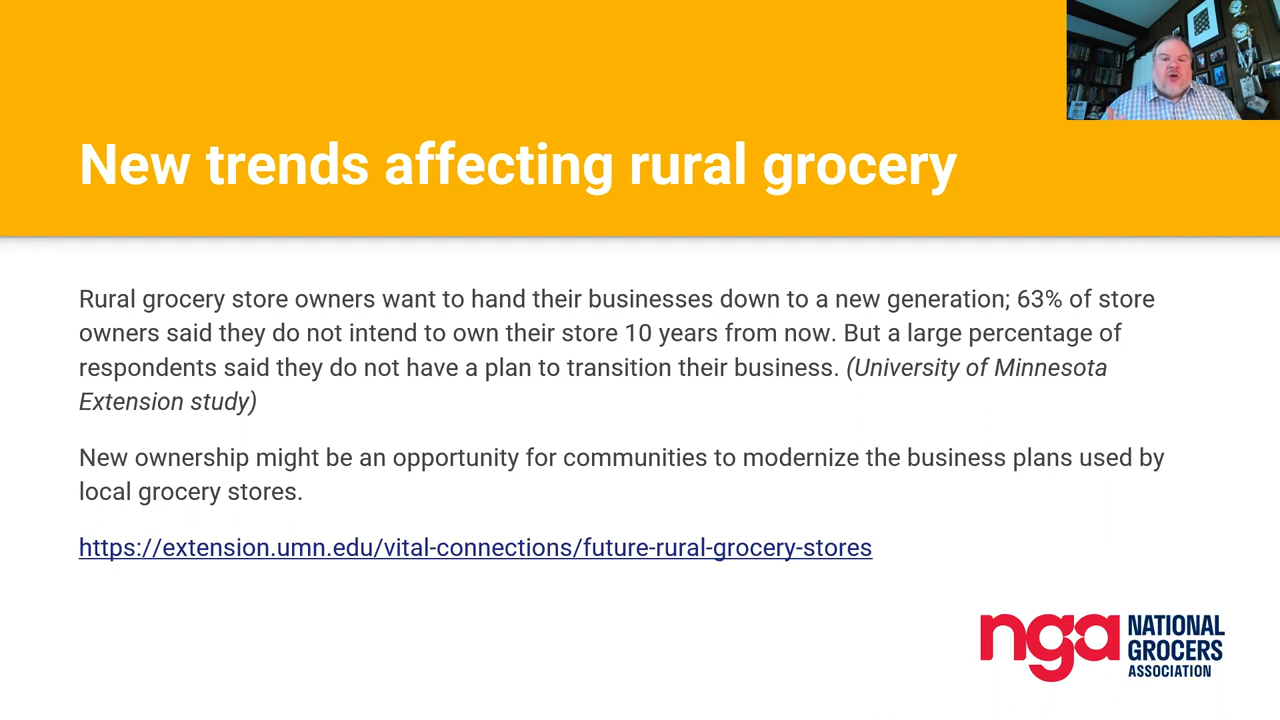 New trends affecting rural grocery
Rural grocery store owners want to hand their businesses down to a new generation; 63% of store
owners said they do not intend to own their store 10 years from now. But a large percentage of
respondents said they do not have a plan to transition their business. (University of Minnesota
Extension study)
New ownership might be an opportunity for communities to modernize the business plans used by
local grocery stores.
https://extension.umn.edu/vital-connections/future-rural-grocery-stores
nga NATIONAL
GROCERS
ASSOCIATION